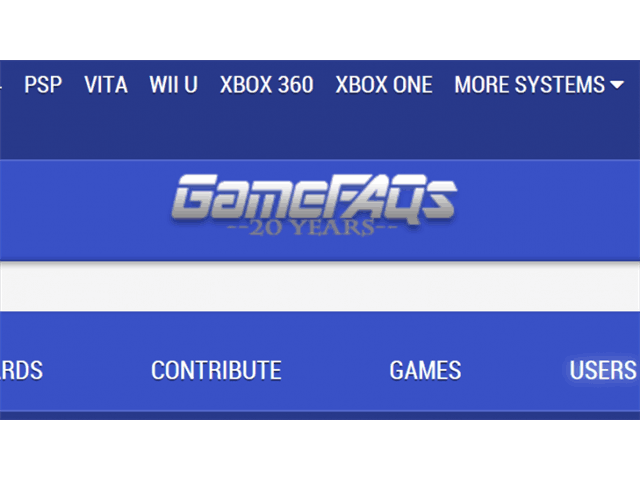 PSP VITA WII U XBOX 360 XBOX ONE MORE SYSTEMS
GameFAQs
--20 YEARS--
RDS CONTRIBUTE GAMES USERS